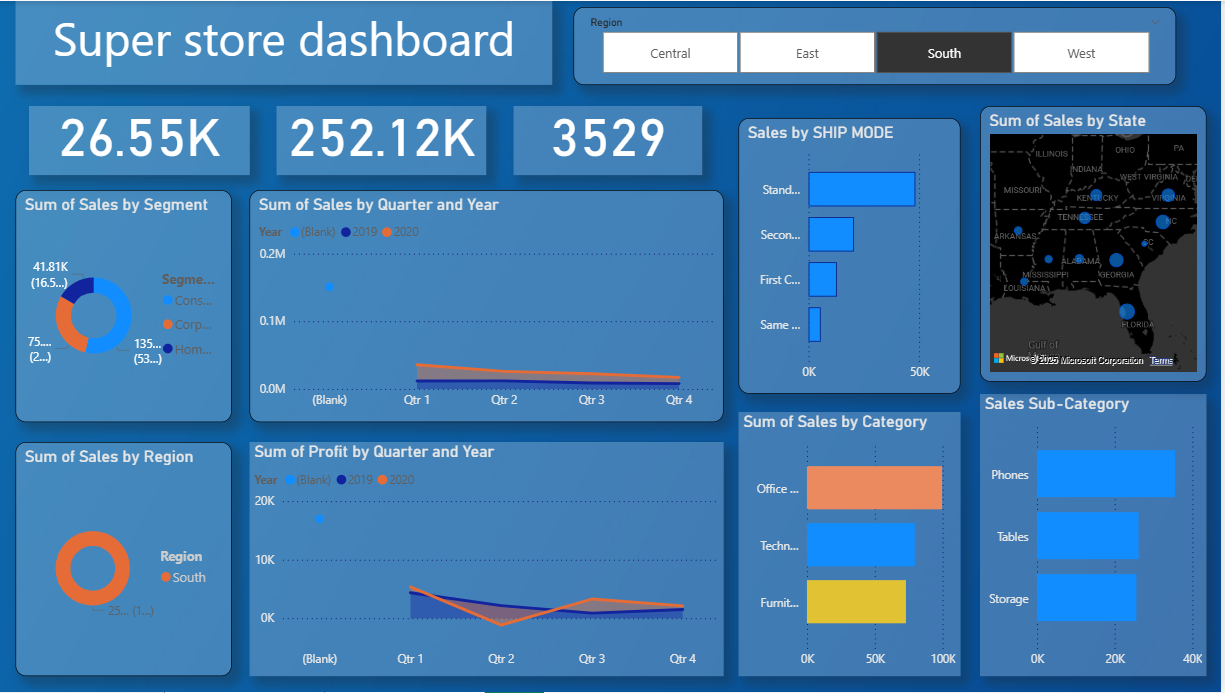 Super store dashboard
Region
Central
East
South
West
26.55K
252.12K
3529
Sum of Sales by Segment
41.81K
(16.5...)
75....
(2...)
135...
(53...)
Segme...
Cons...
Corp...
Hom...
Sum of Sales by Quarter and Year
Year (Blank) 2019 2020
0.2M
0.1M
0.0M
(Blank) Qtr 1 Qtr 2 Qtr 3 Qtr 4
Sales by SHIP MODE
Stand...
Secon...
First C...
Same ...
0K 50K
Sum of Sales by State
ILLINOIS
OHIO
PA
INDIANA
WEST VIRGINIA
DE
MISSOURI
KENTUCKY
VIRGINIA
TENNESSEE
NC
ARKANSAS
SC
ALABAMA
MISSISSIPPI
GEORGIA
LOUISIANA
FLORIDA
Gulf of
© 2025 Microsoft Corporation Terms
Sum of Sales by Region
Region
South
25... (1...)
Sum of Profit by Quarter and Year
Year (Blank) 2019 2020
20K
10K
0K
(Blank) Qtr 1 Qtr 2 Qtr 3 Qtr 4
Sum of Sales by Category
Office ...
Techn...
Furnit...
0K 50K 100K
Sales Sub-Category
Phones
Tables
Storage
0K 20K 40K